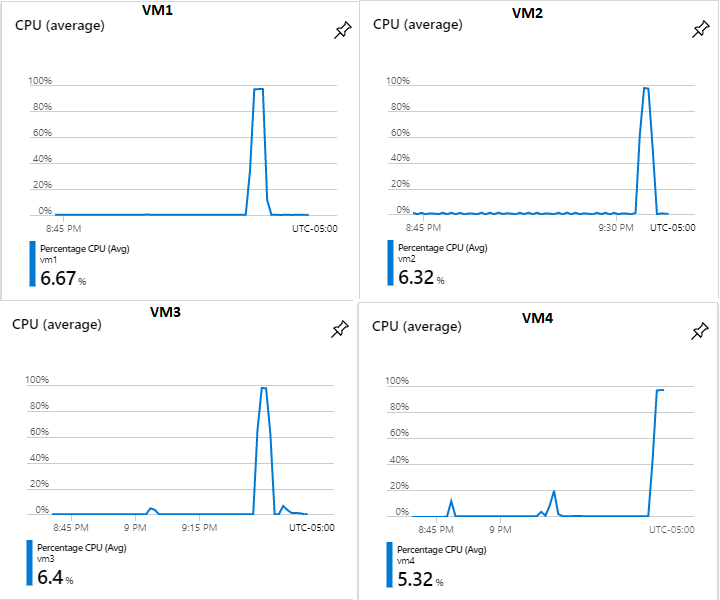 VM1
CPU (average)
100%
80%
60%
40%
20%
0%
8:45 PM
UTC-05:00
Percentage CPU (Avg)
vm1
6.67 %
VM2
CPU (average)
100%
80%
60%
40%
20%
0%
8:45 PM
9:30 PM
UTC-05:00
Percentage CPU (Avg)
vm2
6.32 %
VM3
CPU (average)
100%
80%
60%
40%
20%
0%
8:45 PM
9 PM
9:15 PM
UTC-05:00
Percentage CPU (Avg)
vm3
6.4 %
VM4
CPU (average)
100%
80%
60%
40%
20%
0%
8:45 PM
9 PM
UTC-05:00
Percentage CPU (Avg)
vm4
5.32 %